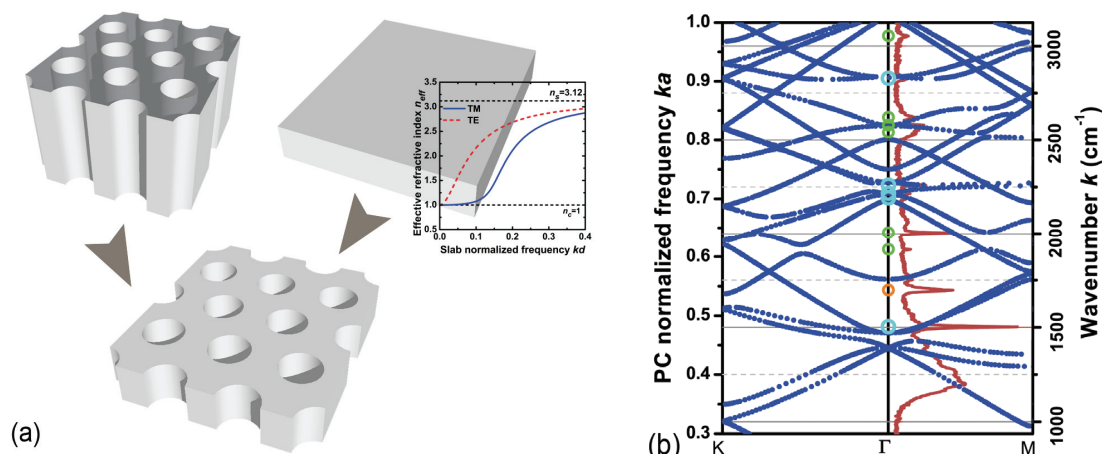 3.5
3.0
2.5
2.0
1.5
1.0
0.5
0.0 0.1 0.2 0.3 0.4
Effective refractive index n_eff
Slab normalized frequency kd
n_s=3.12
TM
TE
n_c=1
(a)
1.0
0.9
0.8
0.7
0.6
0.5
0.4
0.3
PC normalized frequency ka
K Γ M
3000
2500
2000
1500
1000
Wavenumber k (cm⁻¹)
(b)